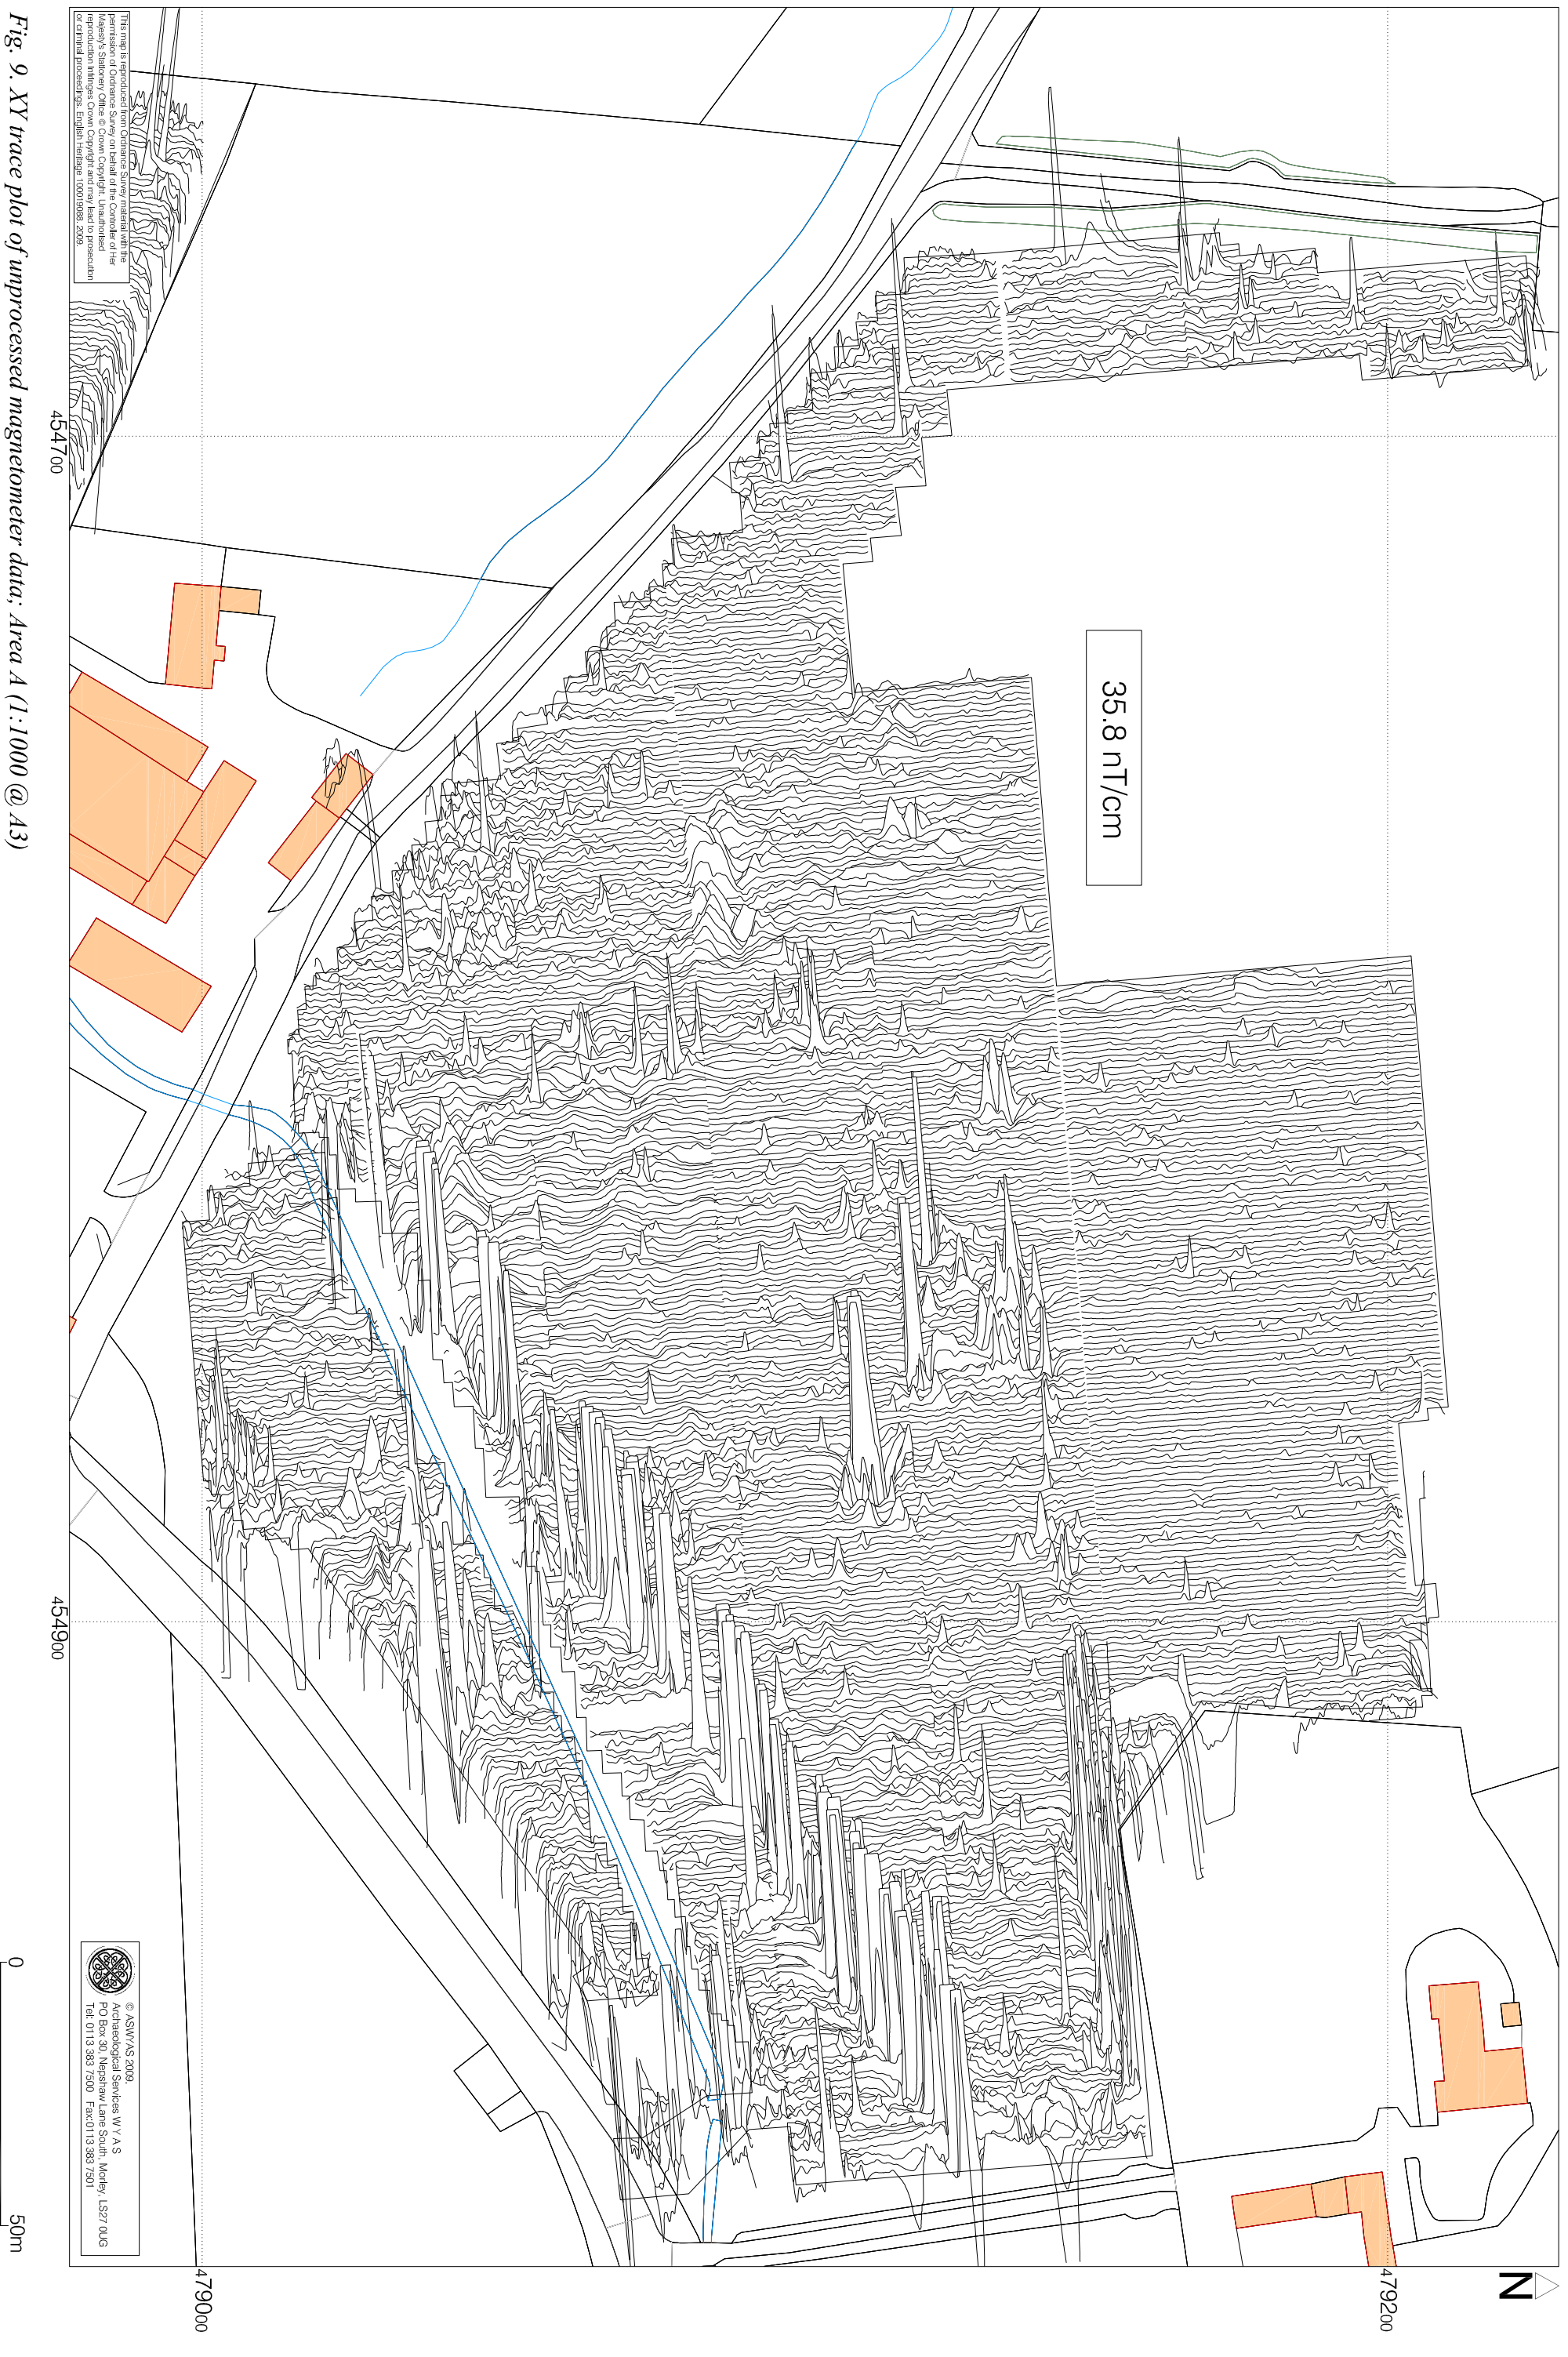 N
479200
479000
35.8 nT/cm
This map is reproduced from Ordnance Survey material with the
permission of Ordnance Survey on behalf of the Controller of Her
Majesty's Stationery Office © Crown Copyright. Unauthorised
reproduction infringes Crown Copyright and may lead to prosecution
or criminal proceedings. English Heritage 100019088. 2009.
© ASWYAS 2009.
Archaeological Services W Y A S
PO Box 30, Nepshaw Lane South, Morley, LS27 0UG
Tel: 0113 383 7500 Fax:0113 383 7501
454700
454900
Fig. 9. XY trace plot of unprocessed magnetometer data; Area A (1:1000 @ A3)
0
50m